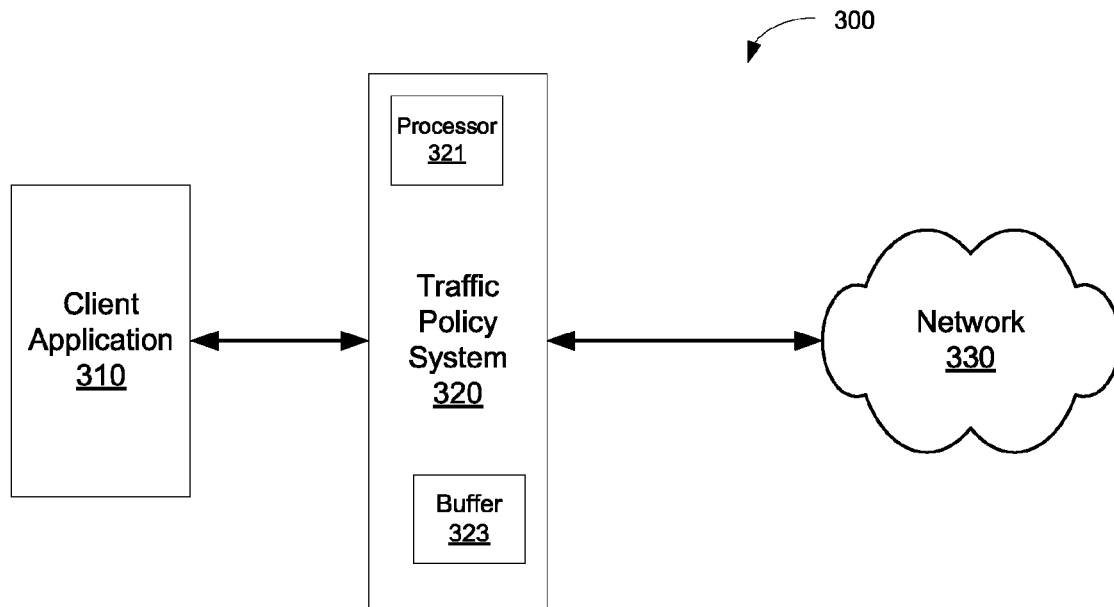 300
Processor
321
Client
Application
310
Traffic
Policy
System
320
Network
330
Buffer
323